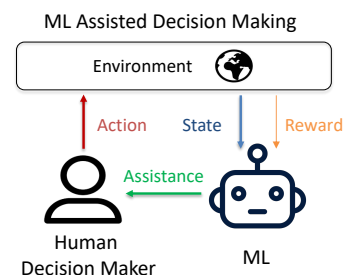 ML Assisted Decision Making
Environment
Action
State
Reward
Assistance
Human
Decision Maker
ML